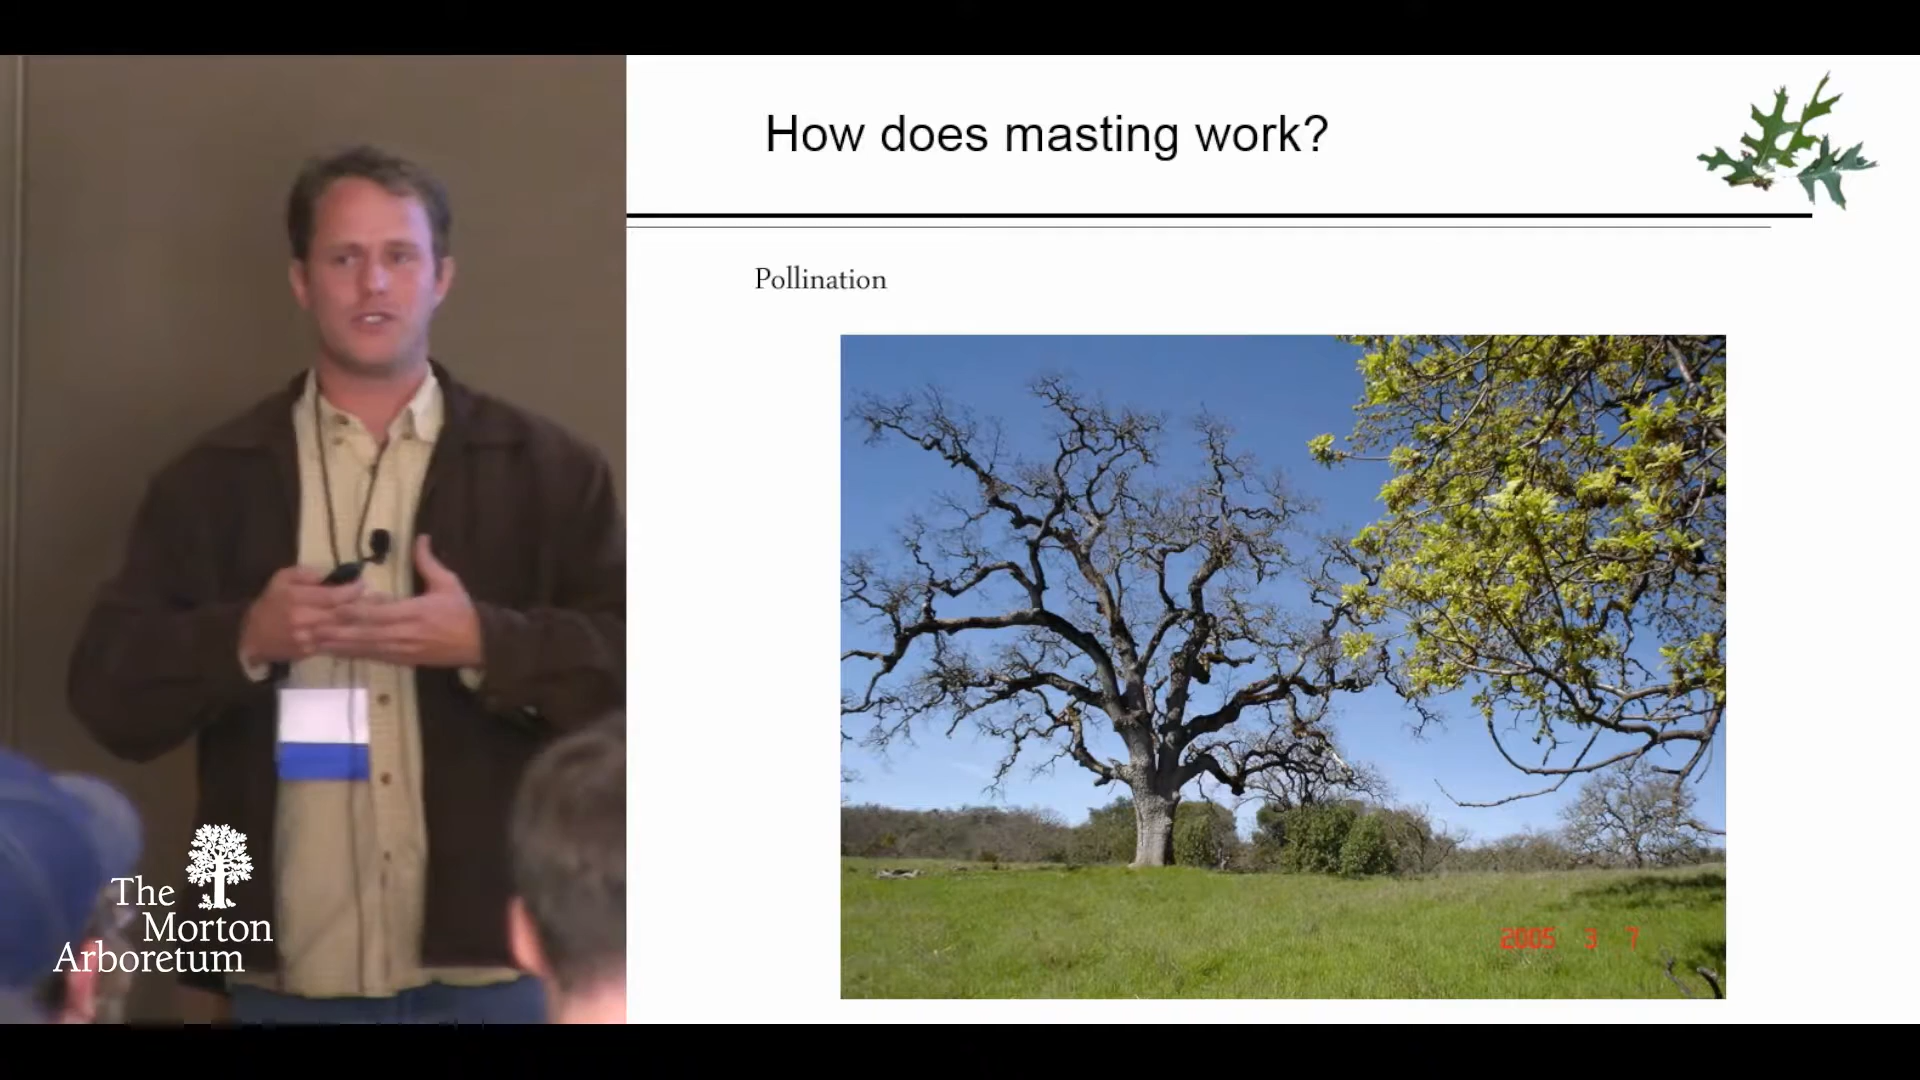 How does masting work?
Pollination
2005 3 7
The
Morton
Arboretum